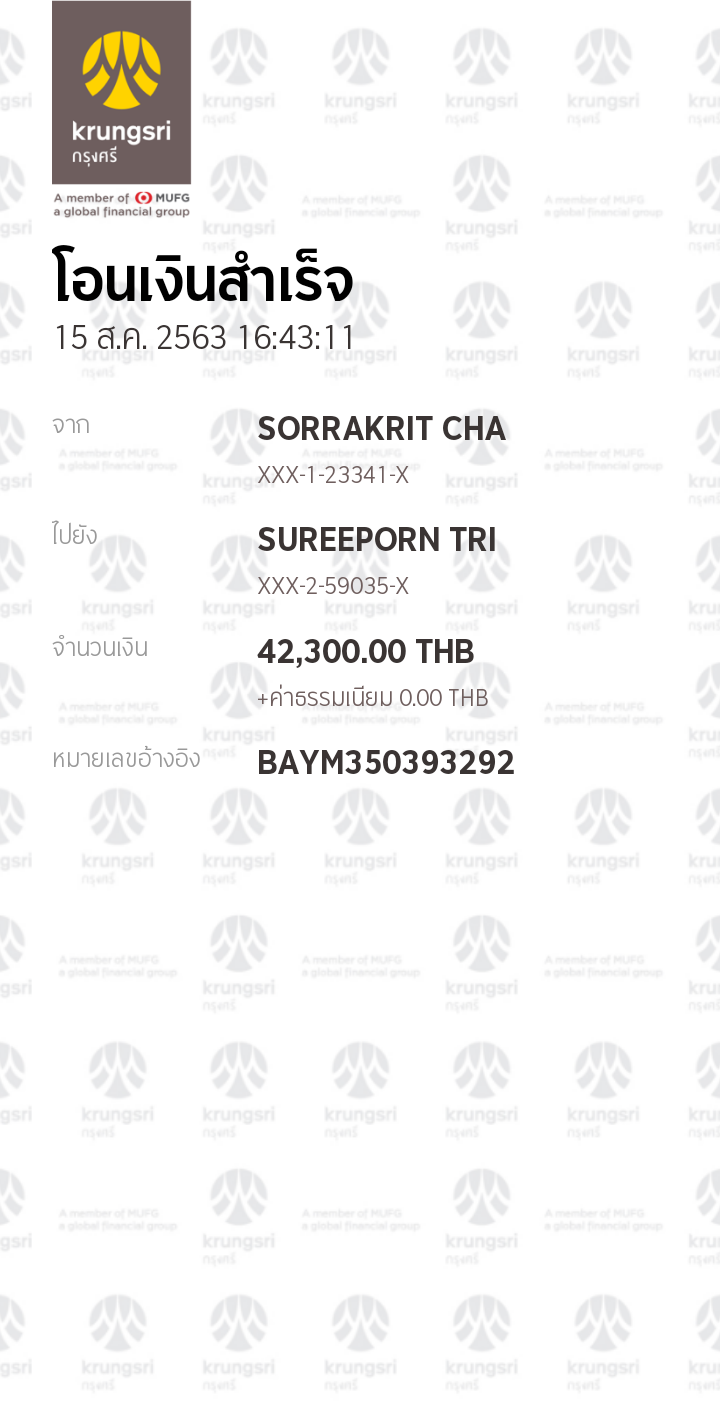 krungsri
กรุงศรี
A member of MUFG
a global financial group
โอนเงินสำเร็จ
15 ส.ค. 2563 16:43:11
จาก
SORRAKRIT CHA
XXX-1-23341-X
ไปยัง
SUREEPORN TRI
XXX-2-59035-X
จำนวนเงิน
42,300.00 THB
+ค่าธรรมเนียม 0.00 THB
หมายเลขอ้างอิง
BAYM350393292